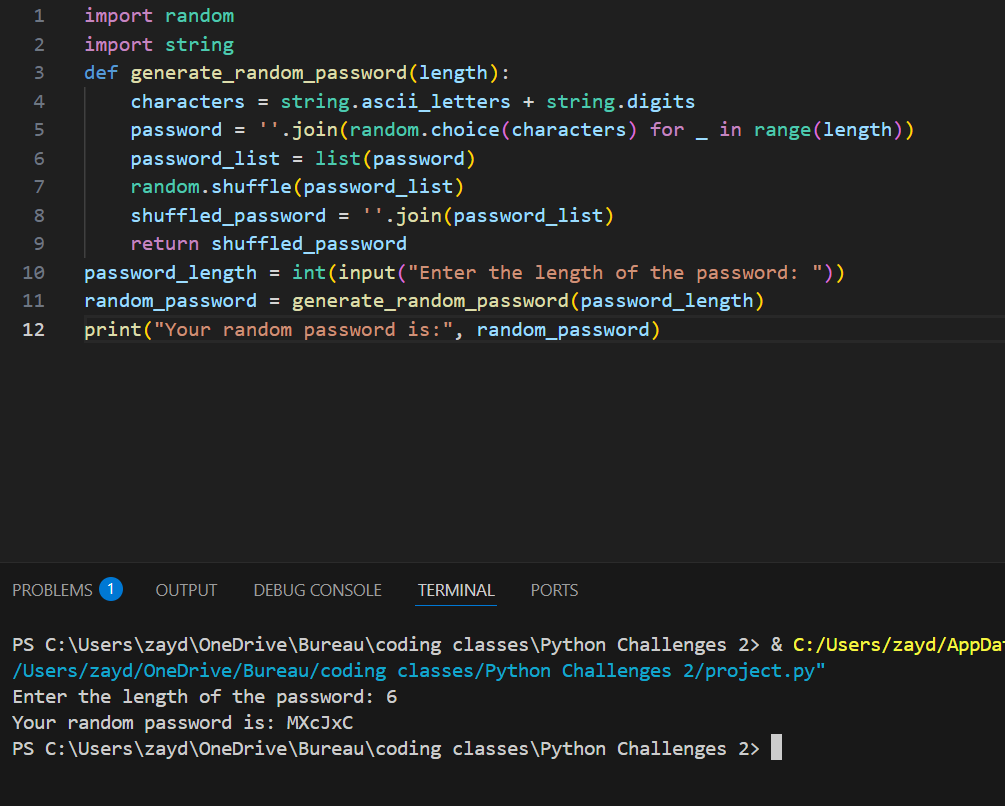 1 import random
2 import string
3 def generate_random_password(length):
4     characters = string.ascii_letters + string.digits
5     password = ''.join(random.choice(characters) for _ in range(length))
6     password_list = list(password)
7     random.shuffle(password_list)
8     shuffled_password = ''.join(password_list)
9     return shuffled_password
10 password_length = int(input("Enter the length of the password: "))
11 random_password = generate_random_password(password_length)
12 print("Your random password is:", random_password)
PROBLEMS 1 OUTPUT DEBUG CONSOLE TERMINAL PORTS
PS C:\Users\zayd\OneDrive\Bureau\coding classes\Python Challenges 2> & C:/Users/zayd/AppDa
/Users/zayd/OneDrive/Bureau/coding classes/Python Challenges 2/project.py"
Enter the length of the password: 6
Your random password is: MXcJxC
PS C:\Users\zayd\OneDrive\Bureau\coding classes\Python Challenges 2>